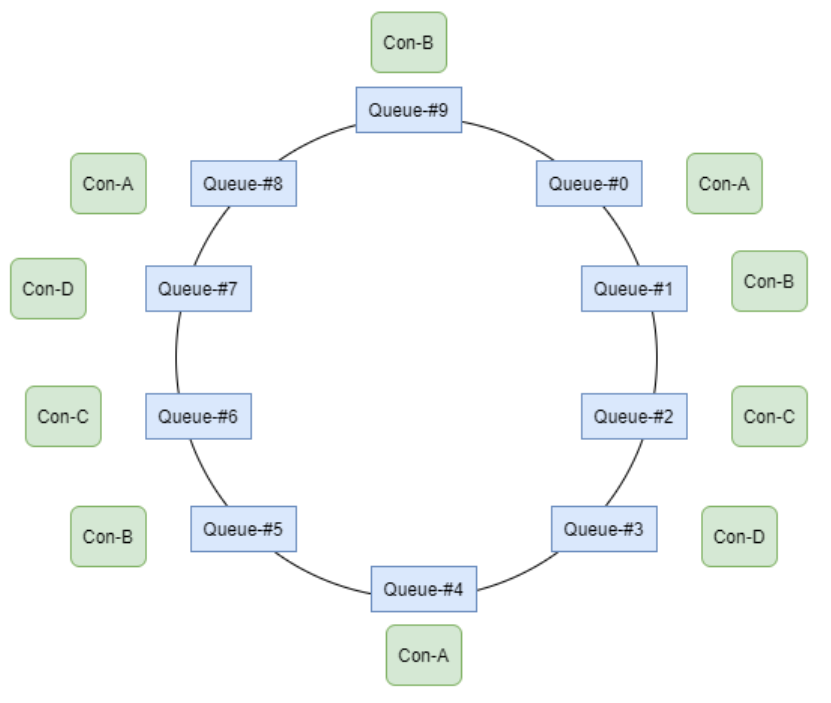 Con-B
Queue-#9
Con-A
Queue-#8
Queue-#0
Con-A
Con-D
Queue-#7
Queue-#1
Con-B
Con-C
Queue-#6
Queue-#2
Con-C
Con-B
Queue-#5
Queue-#3
Con-D
Queue-#4
Con-A